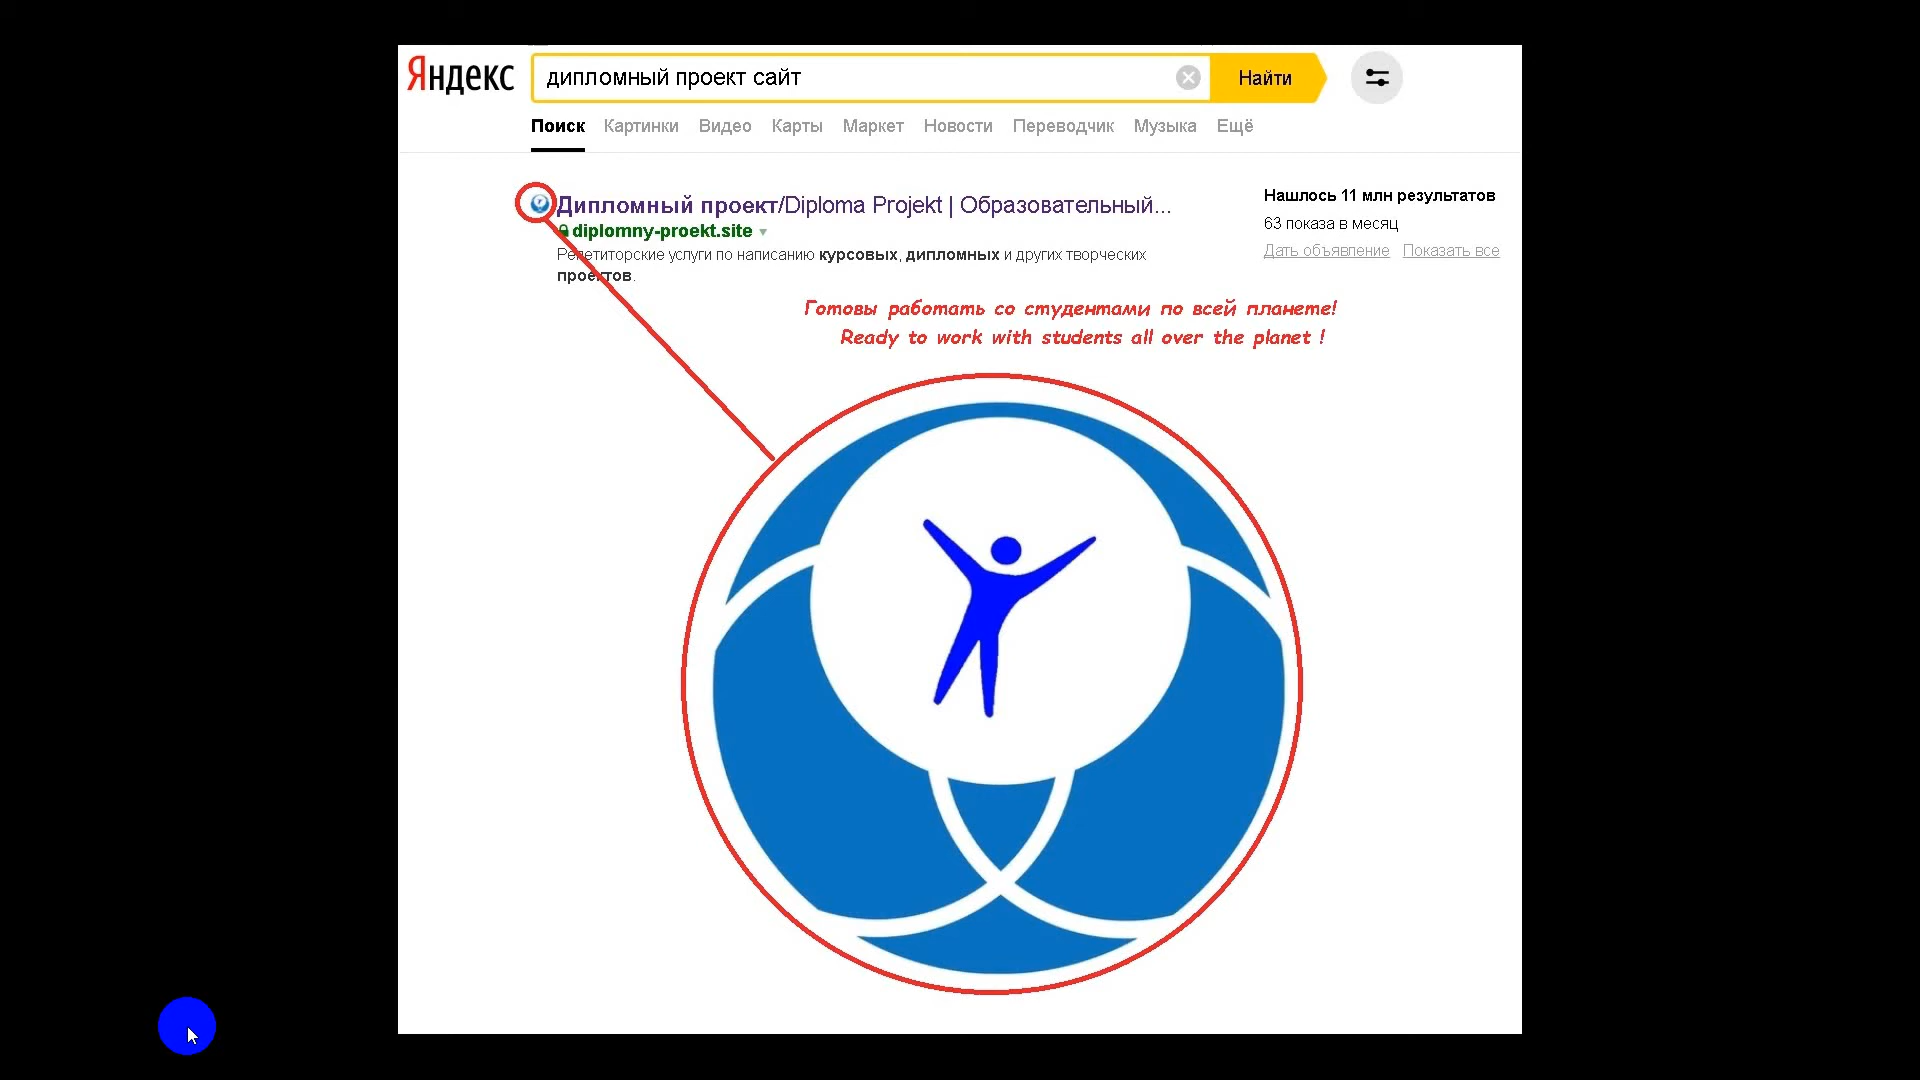 Яндекс
дипломный проект сайт
Найти
Поиск Картинки Видео Карты Маркет Новости Переводчик Музыка Ещё
Дипломный проект/Diploma Projekt | Образовательный...
diplomny-proekt.site
Репетиторские услуги по написанию курсовых, дипломных и других творческих
проектов.
Нашлось 11 млн результатов
63 показа в месяц
Дать объявление Показать все
Готовы работать со студентами по всей планете!
Ready to work with students all over the planet !